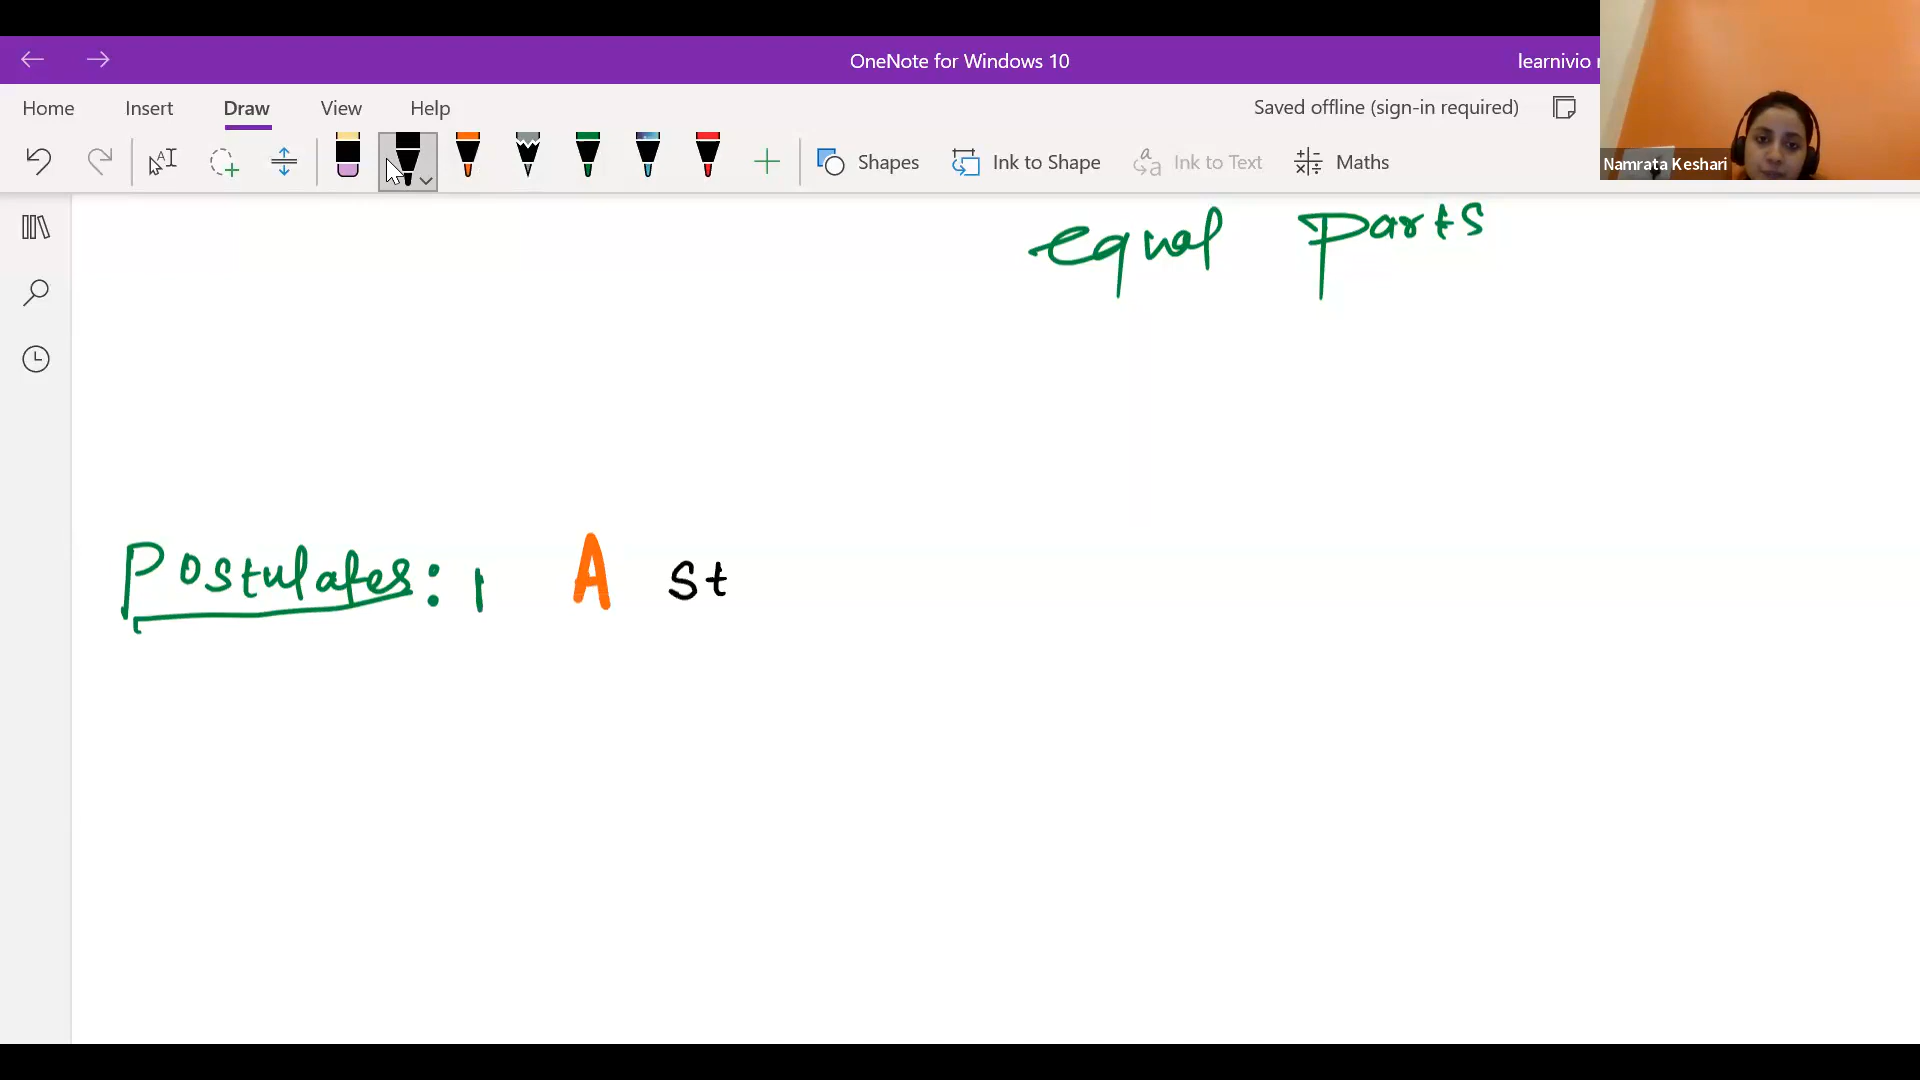 OneNote for Windows 10
learnivio
Home Insert Draw View Help
Saved offline (sign-in required)
Shapes Ink to Shape Ink to Text Maths
Namrata Keshari
equal parts
Postulates: 1 A st